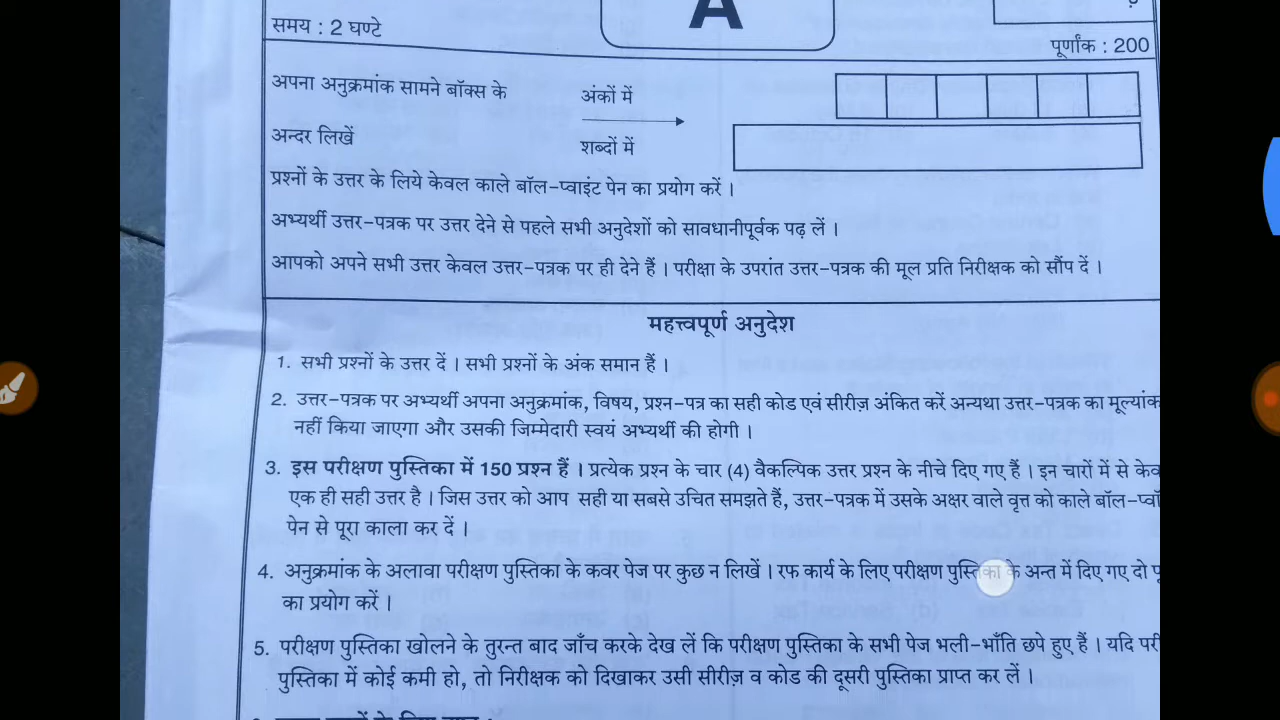 A
समय : 2 घण्टे
पूर्णांक : 200
अपना अनुक्रमांक सामने बॉक्स के
अंकों में
अन्दर लिखें
शब्दों में
प्रश्नों के उत्तर के लिये केवल काले बॉल-प्वाइंट पेन का प्रयोग करें ।
अभ्यर्थी उत्तर-पत्रक पर उत्तर देने से पहले सभी अनुदेशों को सावधानीपूर्वक पढ़ लें ।
आपको अपने सभी उत्तर केवल उत्तर-पत्रक पर ही देने हैं । परीक्षा के उपरांत उत्तर-पत्रक की मूल प्रति निरीक्षक को सौंप दें ।
महत्त्वपूर्ण अनुदेश
1. सभी प्रश्नों के उत्तर दें । सभी प्रश्नों के अंक समान हैं ।
2. उत्तर-पत्रक पर अभ्यर्थी अपना अनुक्रमांक, विषय, प्रश्न-पत्र का सही कोड एवं सीरीज़ अंकित करें अन्यथा उत्तर-पत्रक का
नहीं किया जाएगा और उसकी जिम्मेदारी स्वयं अभ्यर्थी की होगी ।
3. इस परीक्षण पुस्तिका में 150 प्रश्न हैं । प्रत्येक प्रश्न के चार (4) वैकल्पिक उत्तर प्रश्न के नीचे दिए गए हैं । इन चारों में से
एक ही सही उत्तर है । जिस उत्तर को आप सही या सबसे उचित समझते हैं, उत्तर-पत्रक में उसके अक्षर वाले वृत्त को काले
पेन से पूरा काला कर दें ।
4. अनुक्रमांक के अलावा परीक्षण पुस्तिका के कवर पेज पर कुछ न लिखें । रफ कार्य के लिए परीक्षण पुस्तिका के अन्त में दिए गए दो
का प्रयोग करें ।
5. परीक्षण पुस्तिका खोलने के तुरन्त बाद जाँच करके देख लें कि परीक्षण पुस्तिका के सभी पेज भली-भाँति छपे हुए हैं । यदि
पुस्तिका में कोई कमी हो, तो निरीक्षक को दिखाकर उसी सीरीज़ व कोड की दूसरी पुस्तिका प्राप्त कर लें ।